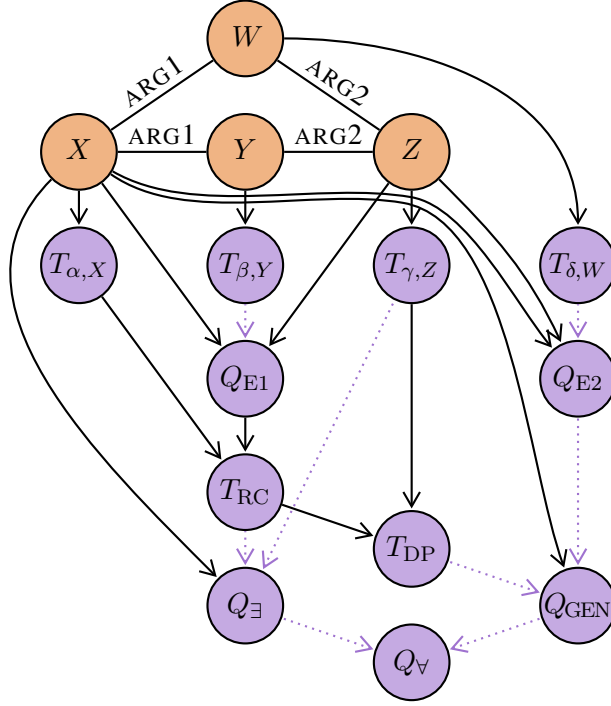 W
ARG1
ARG2
X
ARG1
Y
ARG2
Z
T_{α,X}
T_{β,Y}
T_{γ,Z}
T_{δ,W}
Q_{E1}
Q_{E2}
T_{RC}
T_{DP}
Q_∃
Q_{GEN}
Q_∀